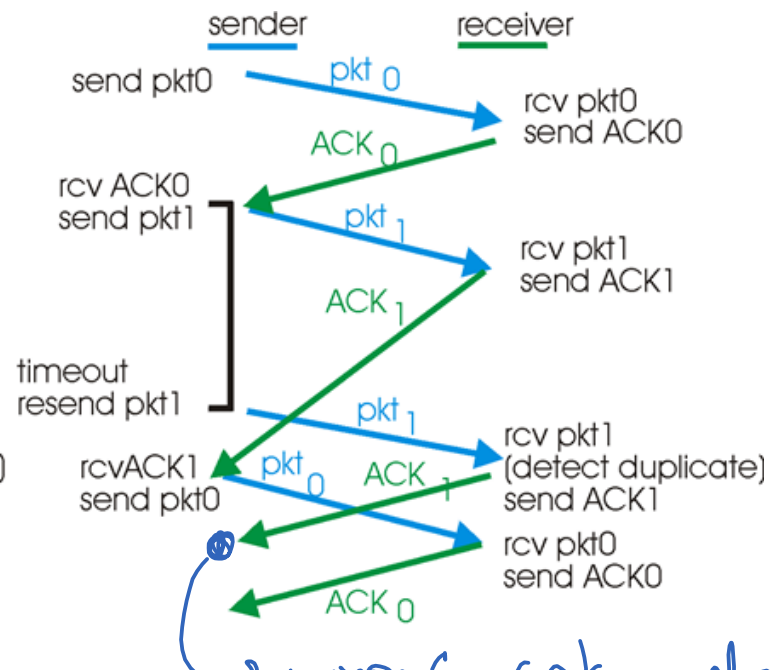 sender
receiver
send pkt0
pkt 0
rcv pkt0
send ACK0
ACK 0
rcv ACK0
send pkt1
pkt 1
rcv pkt1
send ACK1
ACK 1
timeout
resend pkt1
pkt 1
rcv pkt1
(detect duplicate)
send ACK1
rcvACK1
send pkt0
pkt 0
ACK 1
rcv pkt0
send ACK0
ACK 0